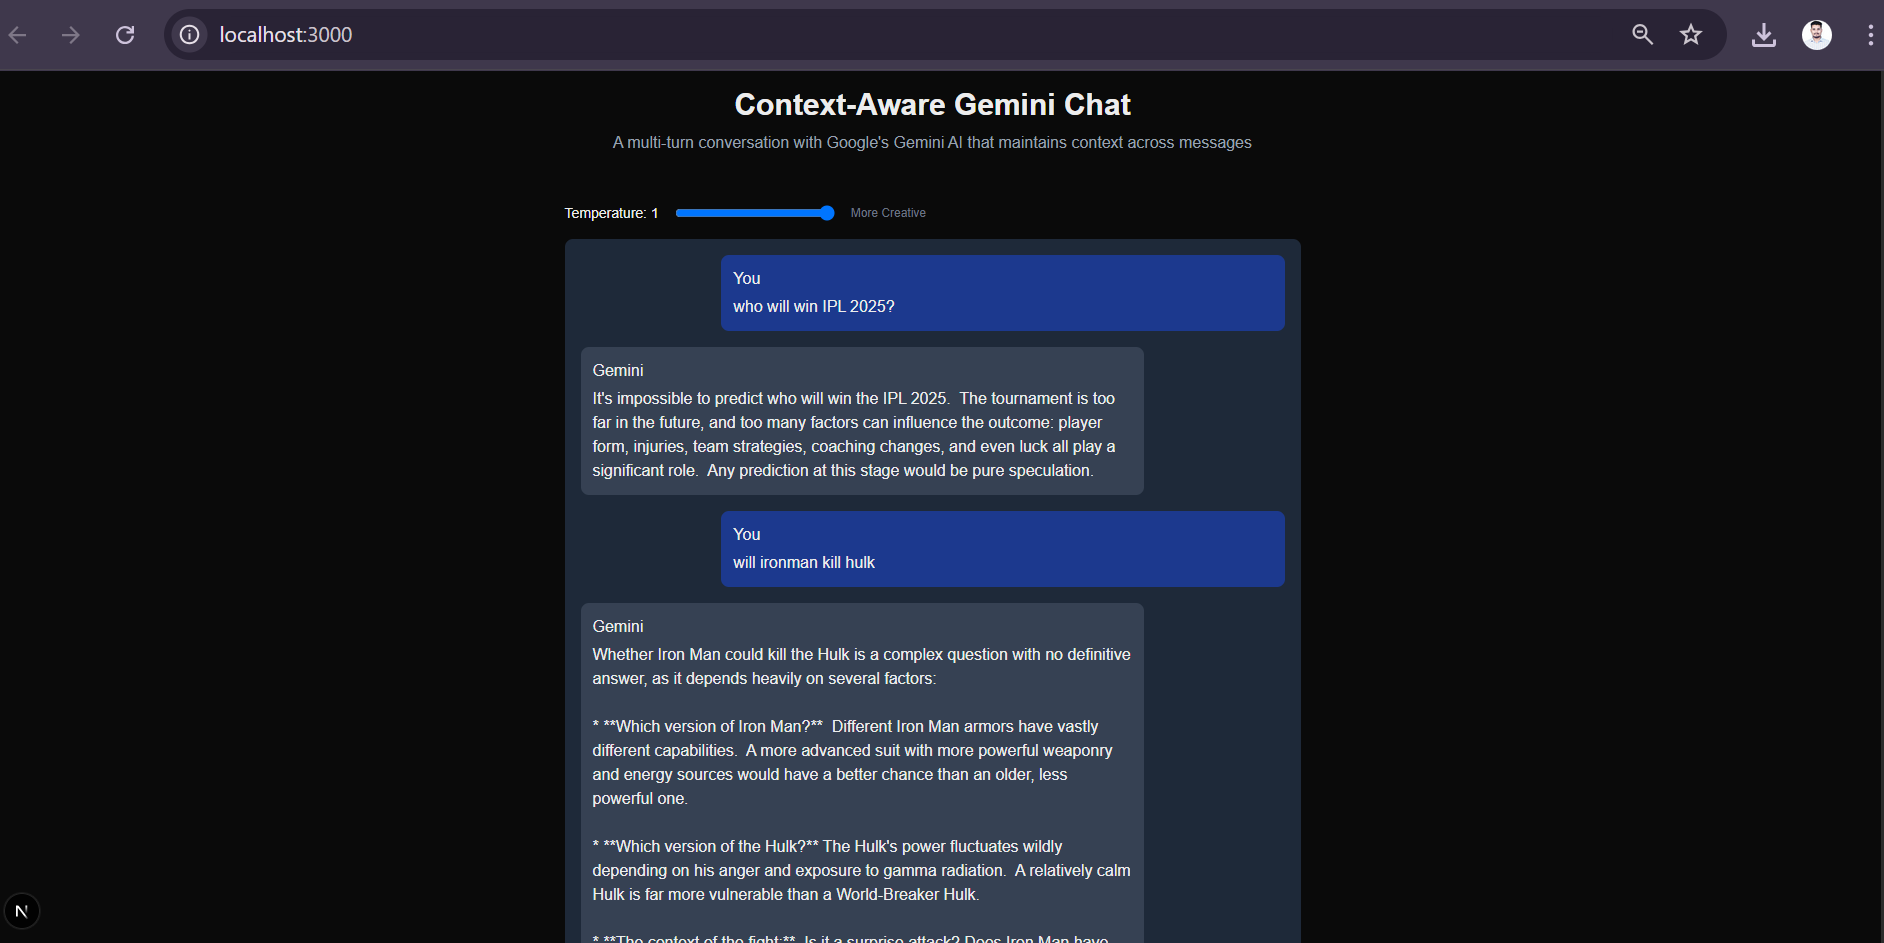 localhost:3000
Context-Aware Gemini Chat
A multi-turn conversation with Google's Gemini AI that maintains context across messages
Temperature: 1 More Creative
You
who will win IPL 2025?
Gemini
It's impossible to predict who will win the IPL 2025.  The tournament is too
far in the future, and too many factors can influence the outcome: player
form, injuries, team strategies, coaching changes, and even luck all play a
significant role.  Any prediction at this stage would be pure speculation.
You
will ironman kill hulk
Gemini
Whether Iron Man could kill the Hulk is a complex question with no definitive
answer, as it depends heavily on several factors:
* **Which version of Iron Man?**  Different Iron Man armors have vastly
different capabilities.  A more advanced suit with more powerful weaponry
and energy sources would have a better chance than an older, less
powerful one.
* **Which version of the Hulk?** The Hulk's power fluctuates wildly
depending on his anger and exposure to gamma radiation.  A relatively calm
Hulk is far more vulnerable than a World-Breaker Hulk.
N
* **The context of the fight:**  Is it a surprise attack? Does Iron Man have